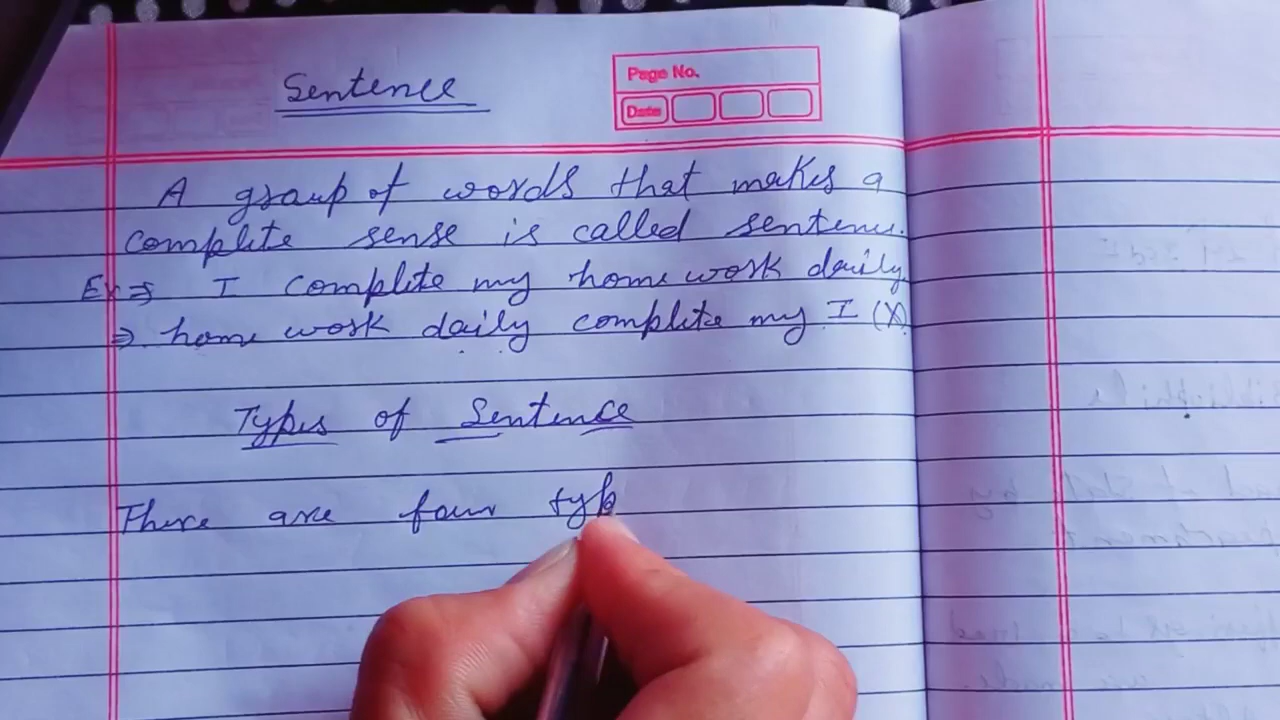 Sentence
Page No.
Date
A group of words that makes a
complete sense is called sentence.
Ex ⇒ I complete my home work daily
⇒ home work daily complete my I (X)
Types of Sentence
There are four typ